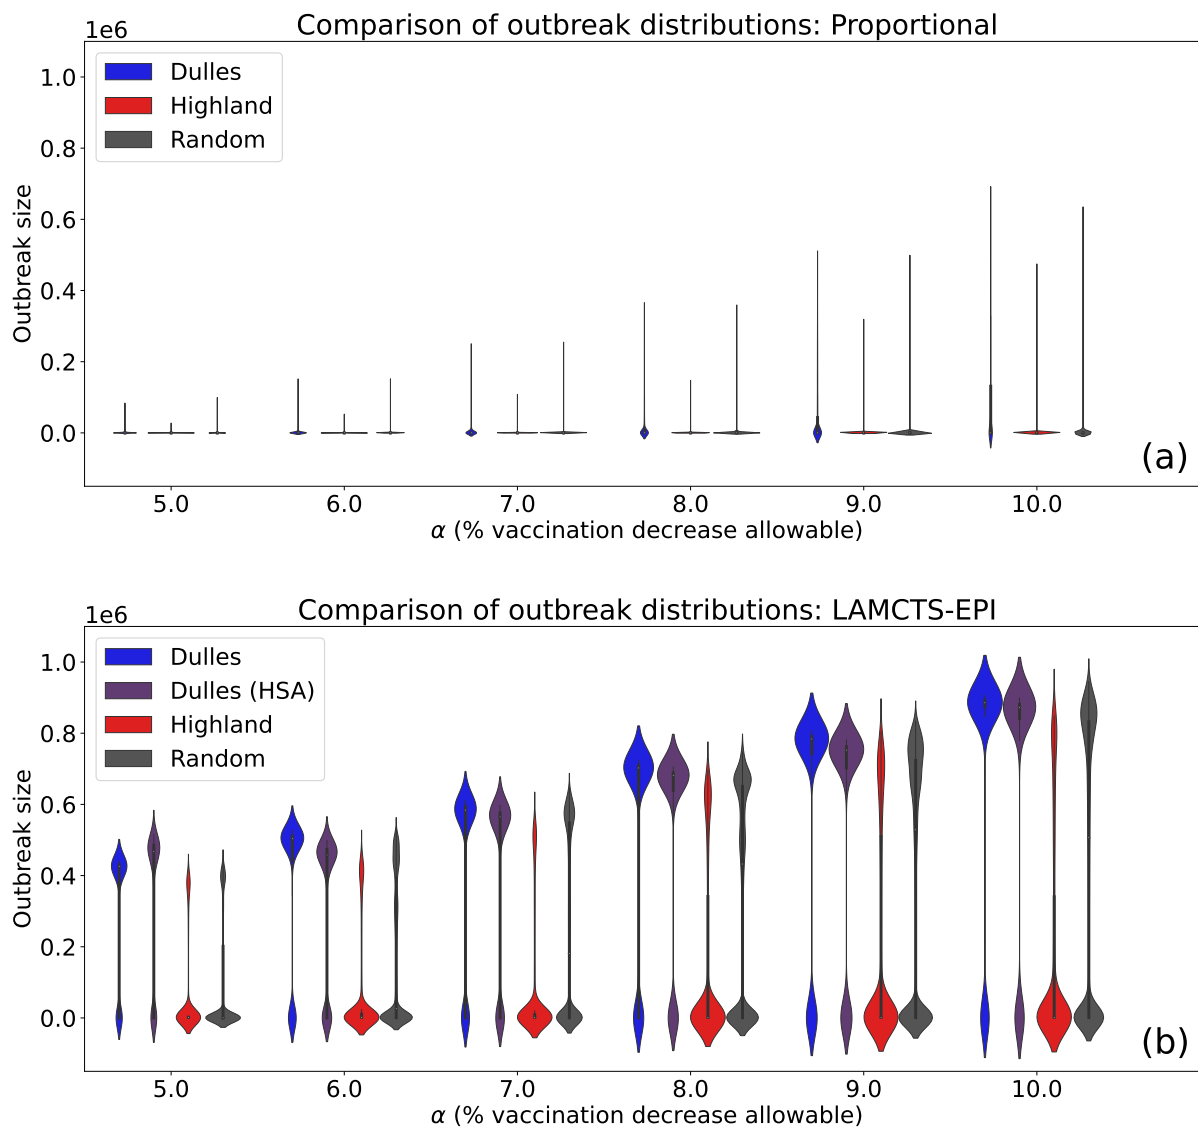 Comparison of outbreak distributions: Proportional
1e6
Dulles
Highland
Random
1.0
0.8
0.6
0.4
0.2
0.0
Outbreak size
(a)
5.0 6.0 7.0 8.0 9.0 10.0
α (% vaccination decrease allowable)
Comparison of outbreak distributions: LAMCTS-EPI
1e6
Dulles
Dulles (HSA)
Highland
Random
1.0
0.8
0.6
0.4
0.2
0.0
Outbreak size
(b)
5.0 6.0 7.0 8.0 9.0 10.0
α (% vaccination decrease allowable)